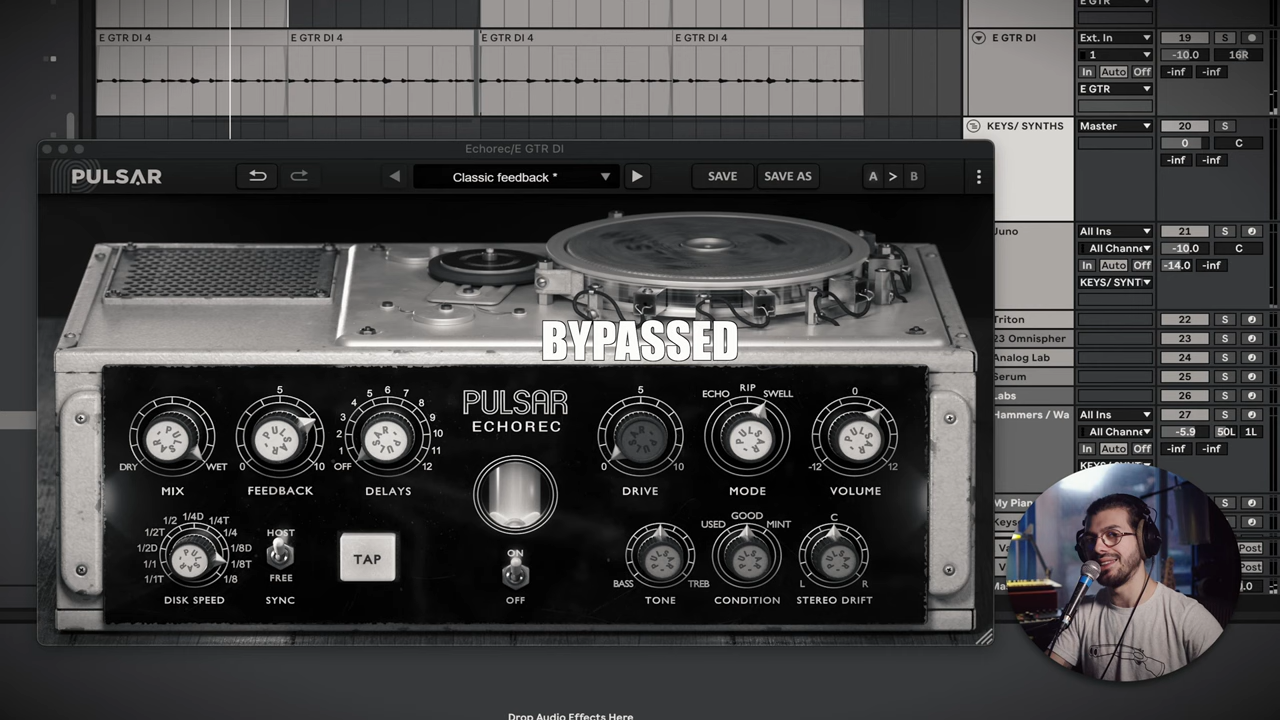 E GTR
E GTR DI 4 E GTR DI 4 E GTR DI 4 E GTR DI 4
E GTR DI Ext. In 19 S
1 -10.0 16R
In Auto Off -inf -inf
E GTR
KEYS/ SYNTHS Master 20 S
0 C
-inf -inf
Echorec/E GTR DI
PULSAR Classic feedback * SAVE SAVE AS A > B
Juno All Ins 21 S
All Channe -10.0 C
In Auto Off -14.0 -inf
KEYS/ SYNT
Triton 22 S
23 Omnispher 23 S
Analog Lab 24 S
Serum 25 S
Labs 26 S
Hammers / Wa All Ins 27 S
All Channe -5.9 50L 1L
In Auto Off -inf -inf
BYPASSED
PULSAR
ECHOREC
DRY WET
MIX
0 5 10
FEEDBACK
OFF 1 2 3 4 5 6 7 8 9 10 11 12
DELAYS
0 5 10
DRIVE
ECHO RIP SWELL
MODE
-12 0 12
VOLUME
1/1T 1/1 1/2D 1/2T 1/2 1/4D 1/4T 1/4 1/8D 1/8T 1/8
DISK SPEED
HOST
FREE
SYNC
TAP
ON
OFF
BASS TREB
TONE
USED GOOD MINT
CONDITION
L C R
STEREO DRIFT
My Pian
Keys
Post
Post
Drop Audio Effects Here